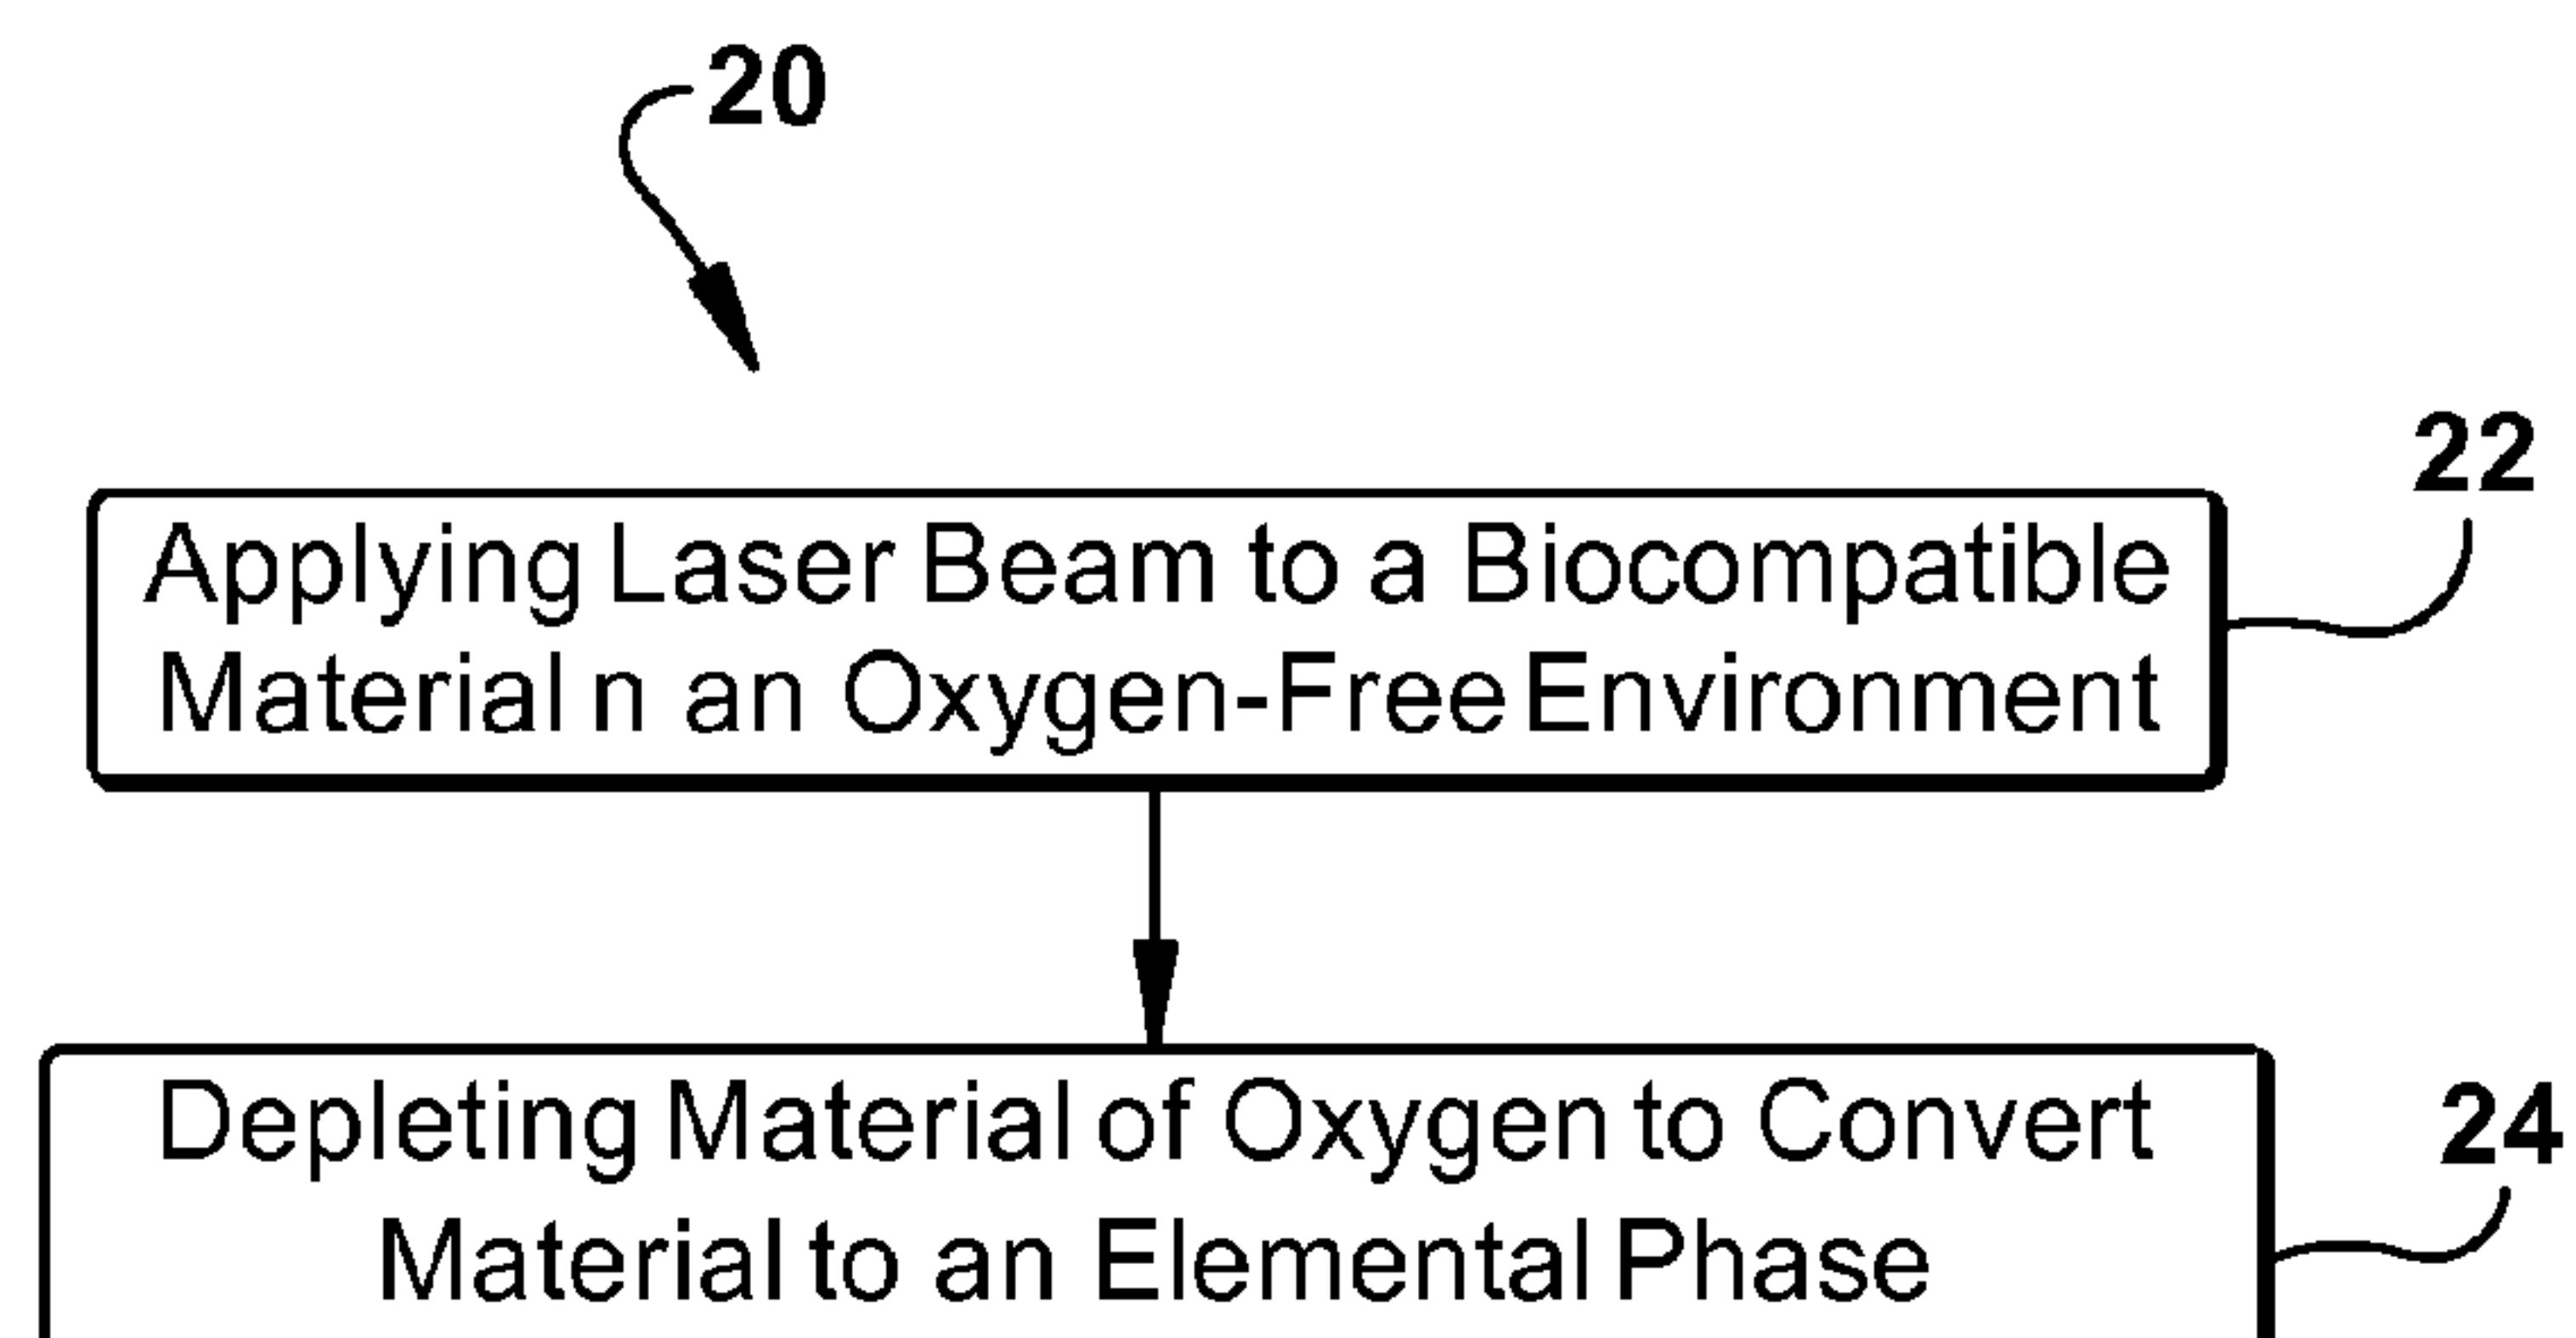 20
22
Applying Laser Beam to a Biocompatible
Material n an Oxygen-Free Environment
Depleting Material of Oxygen to Convert
24
Material to an Elemental Phase